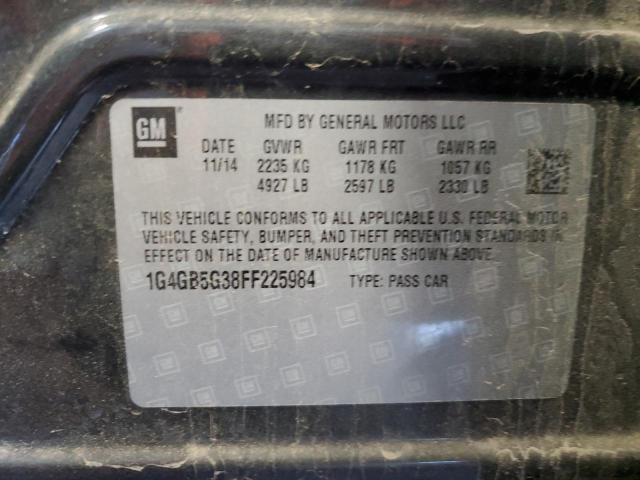 GM
MFD BY GENERAL MOTORS LLC
DATE GVWR GAWR FRT GAWR RR
11/14 2235 KG 1178 KG 1057 KG
4927 LB 2597 LB 2330 LB
THIS VEHICLE CONFORMS TO ALL APPLICABLE U.S. FEDERAL MOTOR
VEHICLE SAFETY, BUMPER, AND THEFT PREVENTION STANDARDS IN
EFFECT ON THE DATE OF MANUFACTURE SHOWN ABOVE.
1G4GB5G38FF225984 TYPE: PASS CAR